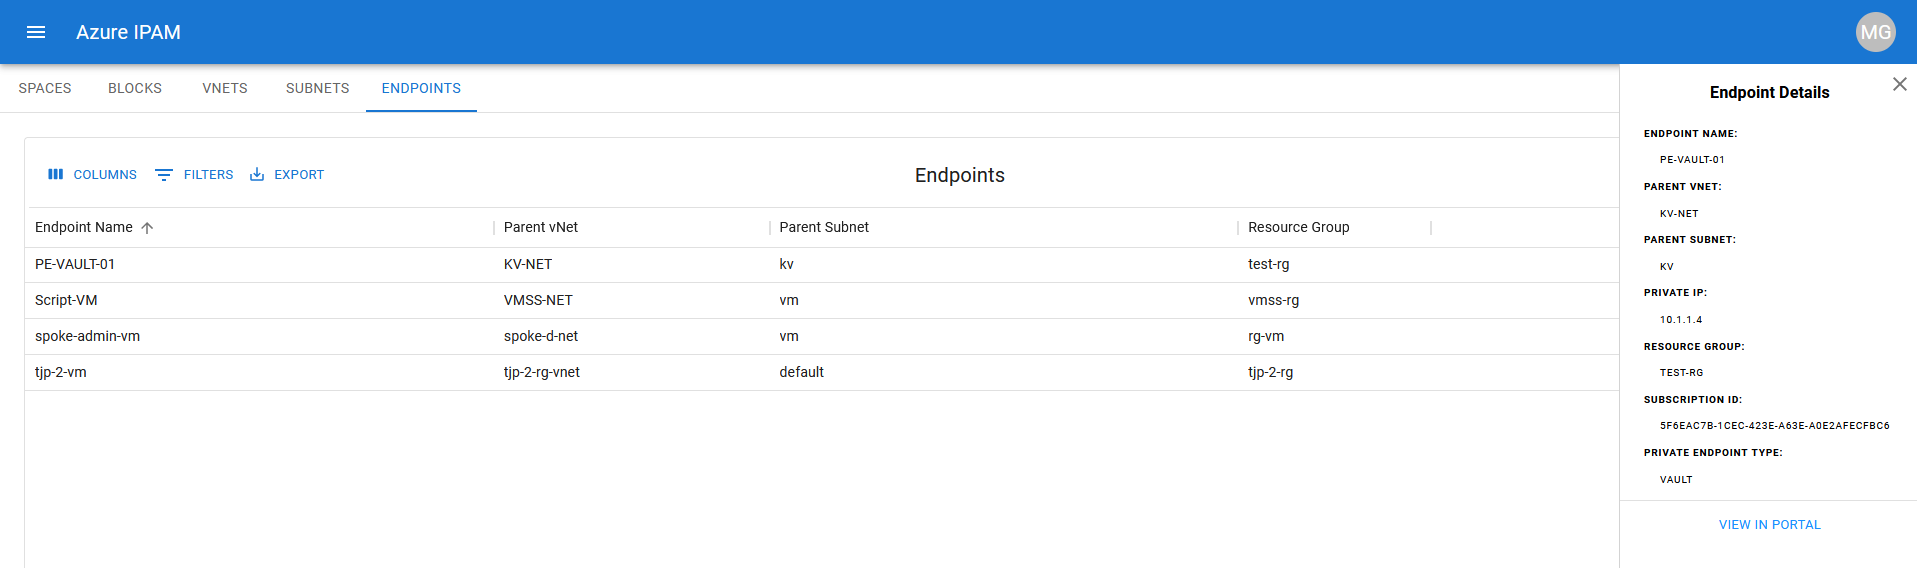 Azure IPAM
MG
SPACES BLOCKS VNETS SUBNETS ENDPOINTS
COLUMNS FILTERS EXPORT
Endpoints
Endpoint Name Parent vNet Parent Subnet Resource Group
PE-VAULT-01 KV-NET kv test-rg
Script-VM VMSS-NET vm vmss-rg
spoke-admin-vm spoke-d-net vm rg-vm
tjp-2-vm tjp-2-rg-vnet default tjp-2-rg
Endpoint Details
ENDPOINT NAME:
PE-VAULT-01
PARENT VNET:
KV-NET
PARENT SUBNET:
KV
PRIVATE IP:
10.1.1.4
RESOURCE GROUP:
TEST-RG
SUBSCRIPTION ID:
5F6EAC7B-1CEC-423E-A63E-A0E2AFECFBC6
PRIVATE ENDPOINT TYPE:
VAULT
VIEW IN PORTAL